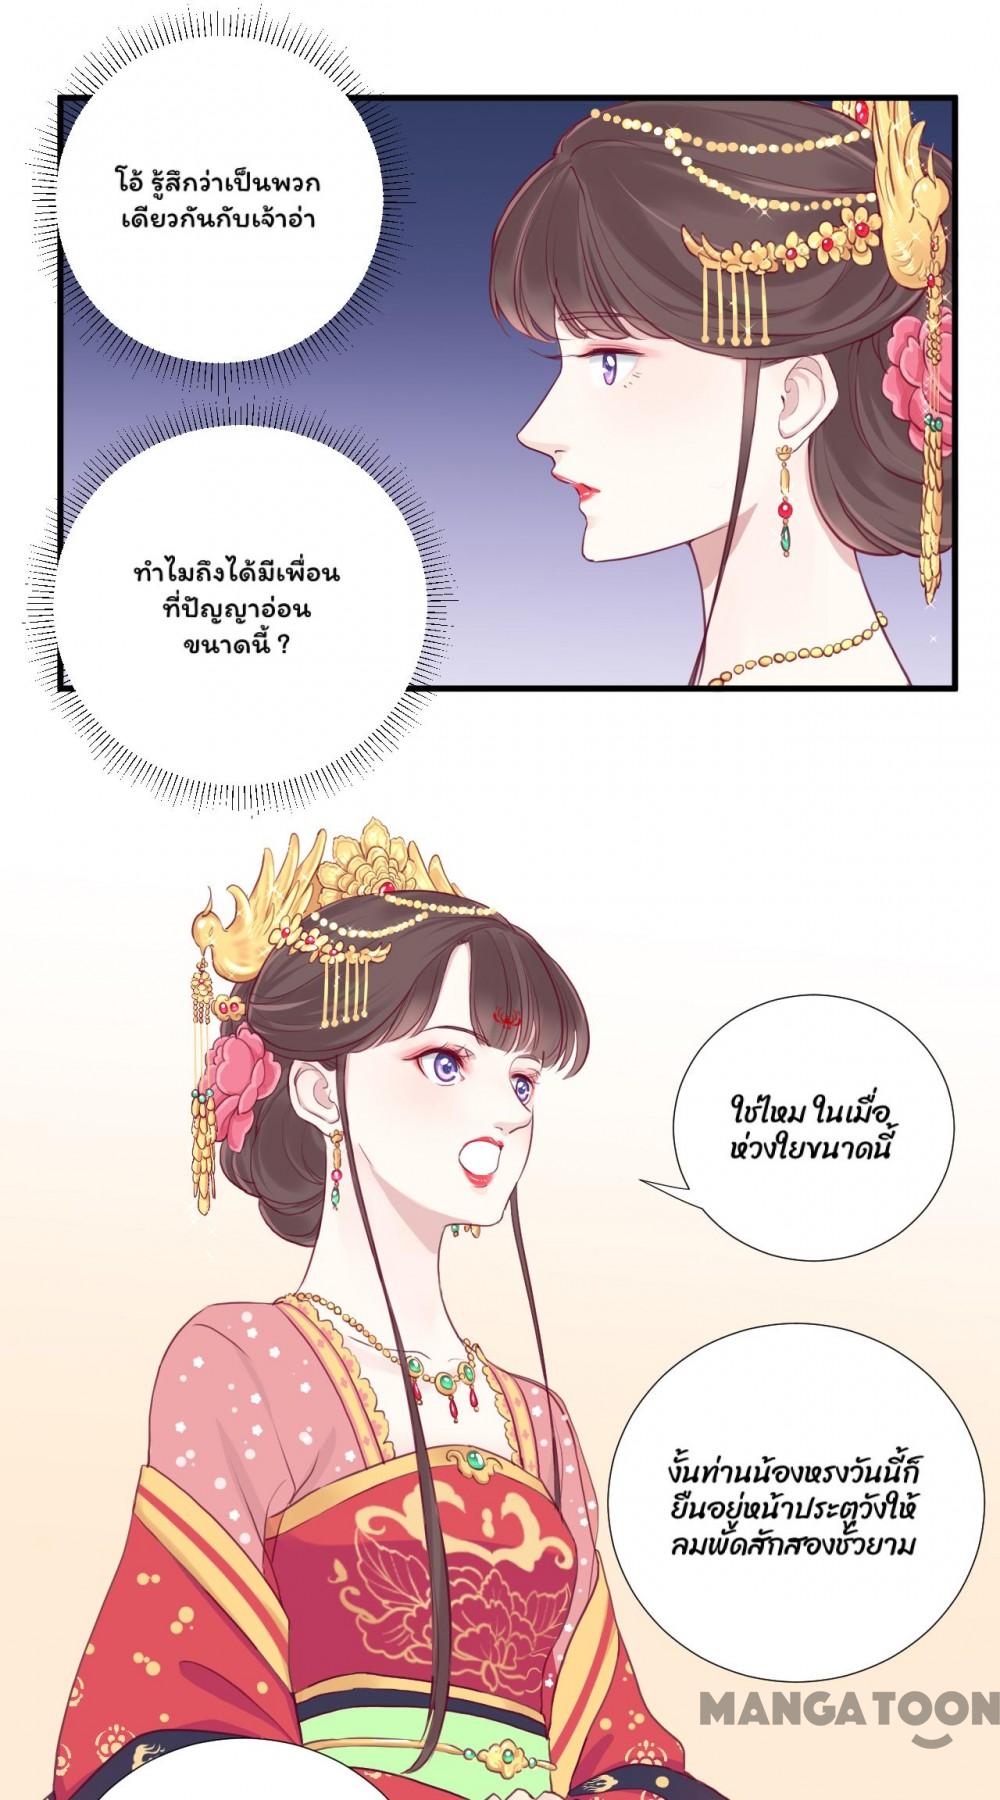 โอ้ รู้สึกว่าเป็นพวก
เดียวกันกับเจ้าอ่า
ทำไมถึงได้มีเพื่อน
ที่ปัญญาอ่อน
ขนาดนี้ ?
ใช่ไหม ในเมื่อ
ห่วงใยขนาดนี้
งั้นท่านน้องหรงวันนี้ก็
ยืนอยู่หน้าประตูวังให้
ลมพัดสักสองชั่วยาม
MANGATOON